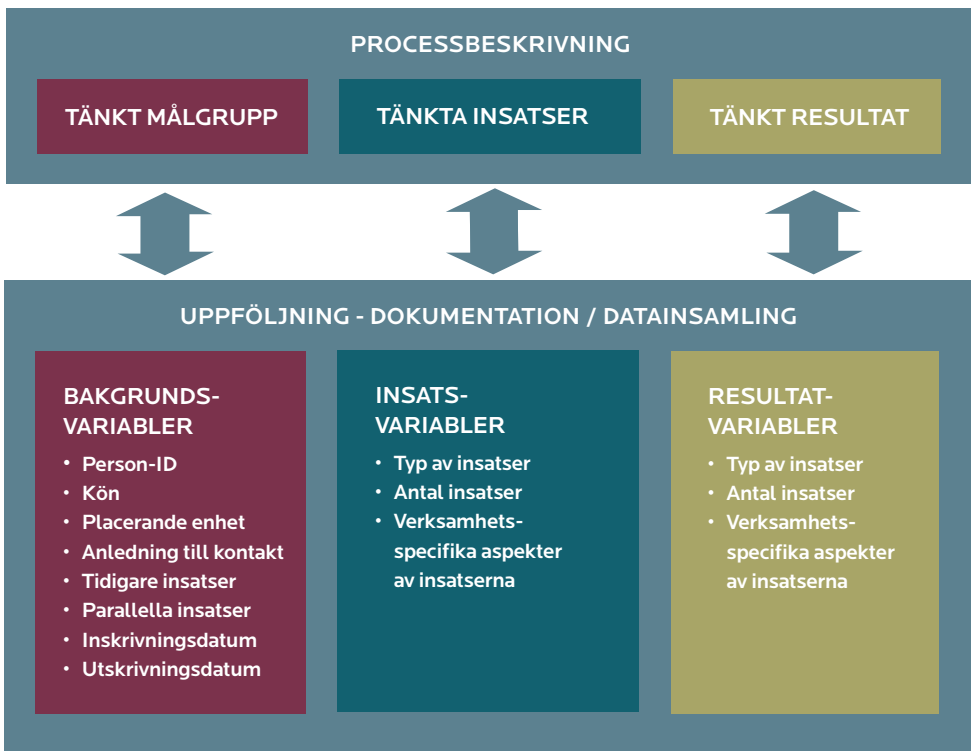 PROCESSBESKRIVNING
TÄNKT MÅLGRUPP
TÄNKTA INSATSER
TÄNKT RESULTAT
UPPFÖLJNING - DOKUMENTATION / DATAINSAMLING
BAKGRUNDS-
VARIABLER
• Person-ID
• Kön
• Placerande enhet
• Anledning till kontakt
• Tidigare insatser
• Parallella insatser
• Inskrivningsdatum
• Utskrivningsdatum
INSATS-
VARIABLER
• Typ av insatser
• Antal insatser
• Verksamhets-
specifika aspekter
av insatserna
RESULTAT-
VARIABLER
• Typ av insatser
• Antal insatser
• Verksamhets-
specifika aspekter
av insatserna